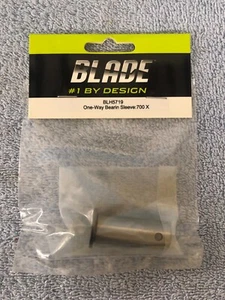 BLADE
#1 BY DESIGN
BLH5719
One-Way Bearin Sleeve:700 X